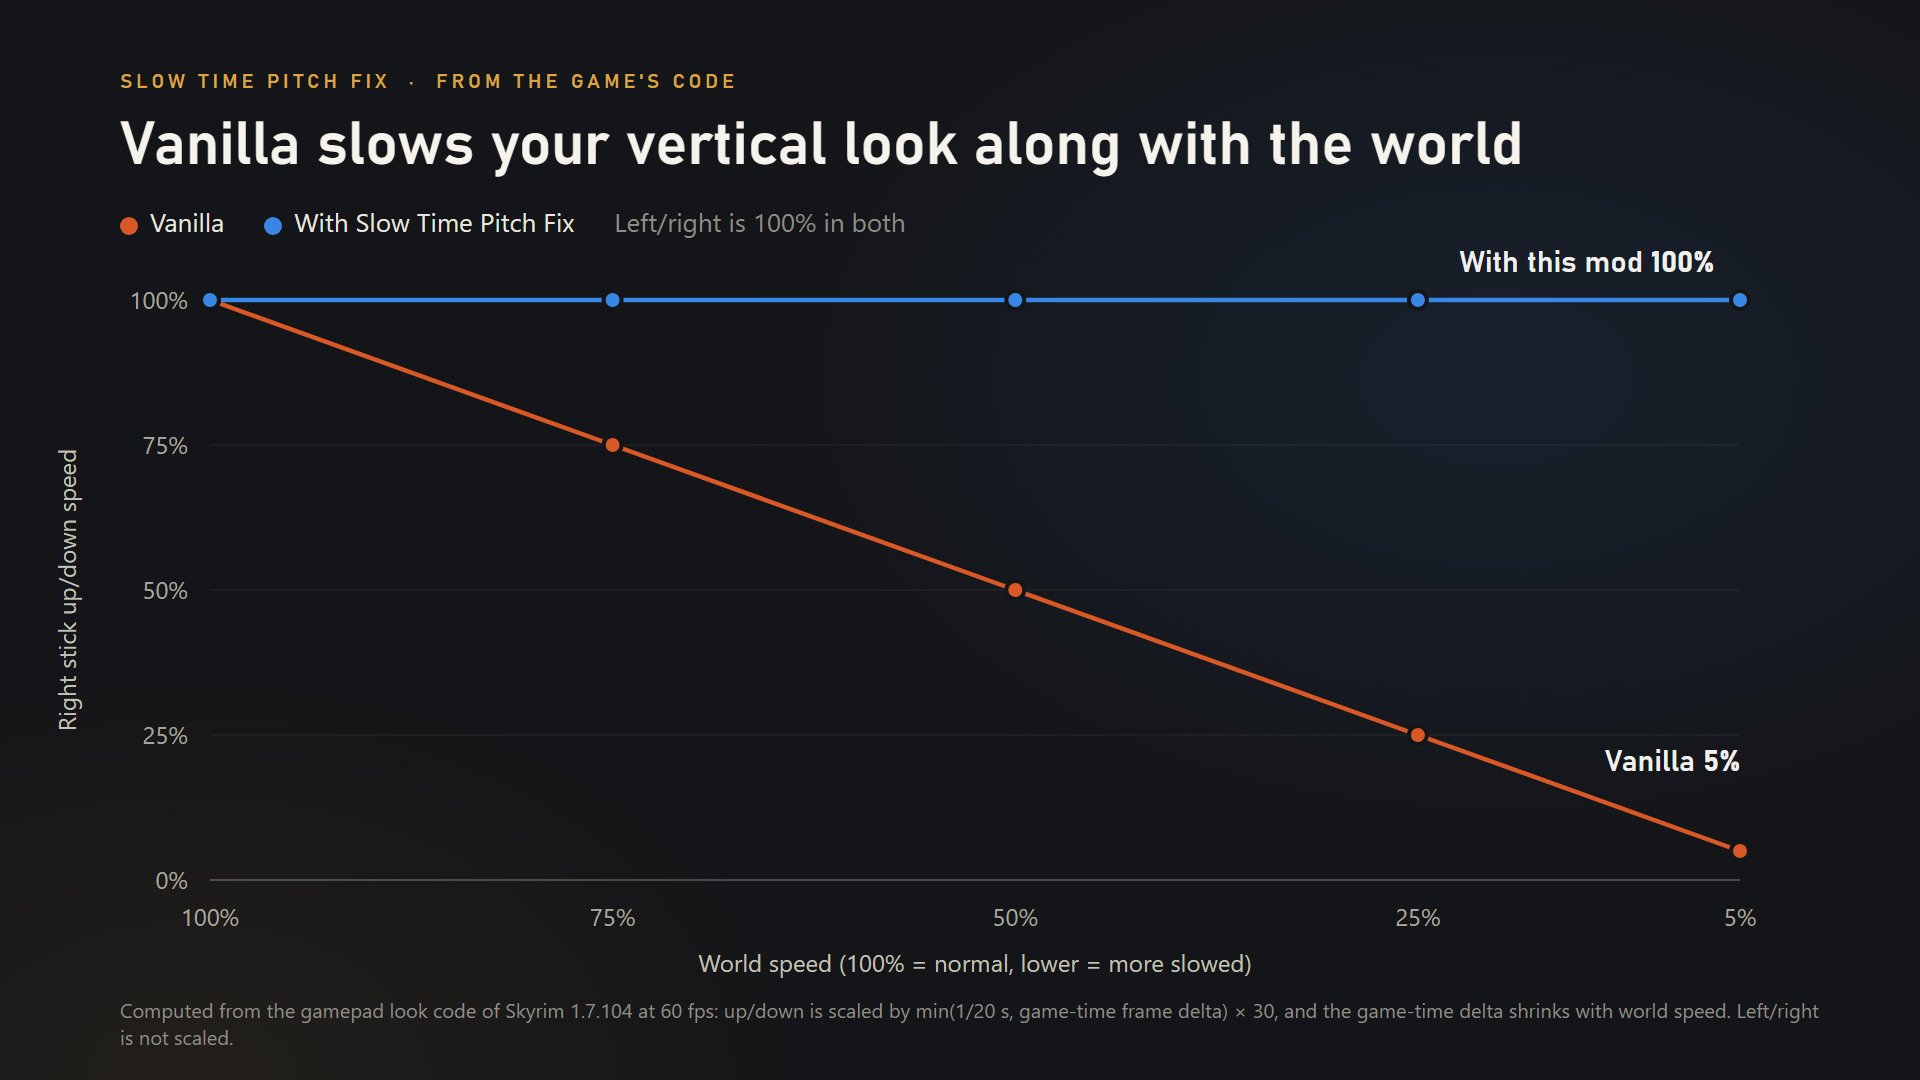 SLOW TIME PITCH FIX · FROM THE GAME'S CODE
Vanilla slows your vertical look along with the world
Vanilla
With Slow Time Pitch Fix
Left/right is 100% in both
With this mod 100%
100%
75%
50%
25%
0%
Right stick up/down speed
Vanilla 5%
100%
75%
50%
25%
5%
World speed (100% = normal, lower = more slowed)
Computed from the gamepad look code of Skyrim 1.7.104 at 60 fps: up/down is scaled by min(1/20 s, game-time frame delta) × 30, and the game-time delta shrinks with world speed. Left/right
is not scaled.